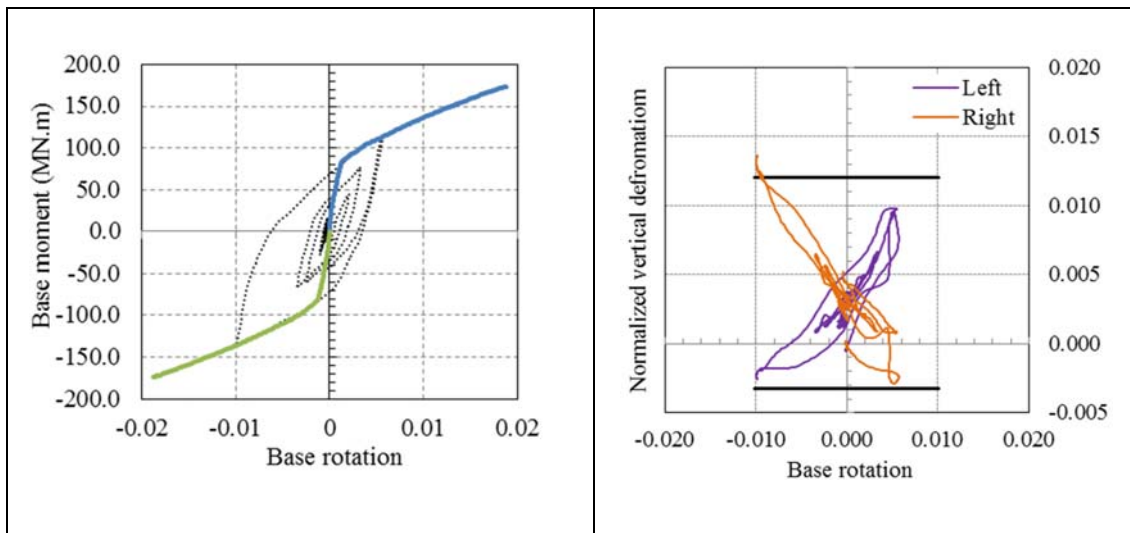 200.0
150.0
100.0
50.0
0.0
-50.0
-100.0
-150.0
-200.0
-0.02 -0.01 0 0.01 0.02
Base moment (MN.m)
Base rotation
0.020
0.015
0.010
0.005
0.000
-0.005
Left
Right
Normalized vertical defromatiom
-0.020 -0.010 0.000 0.010 0.020
Base rotation